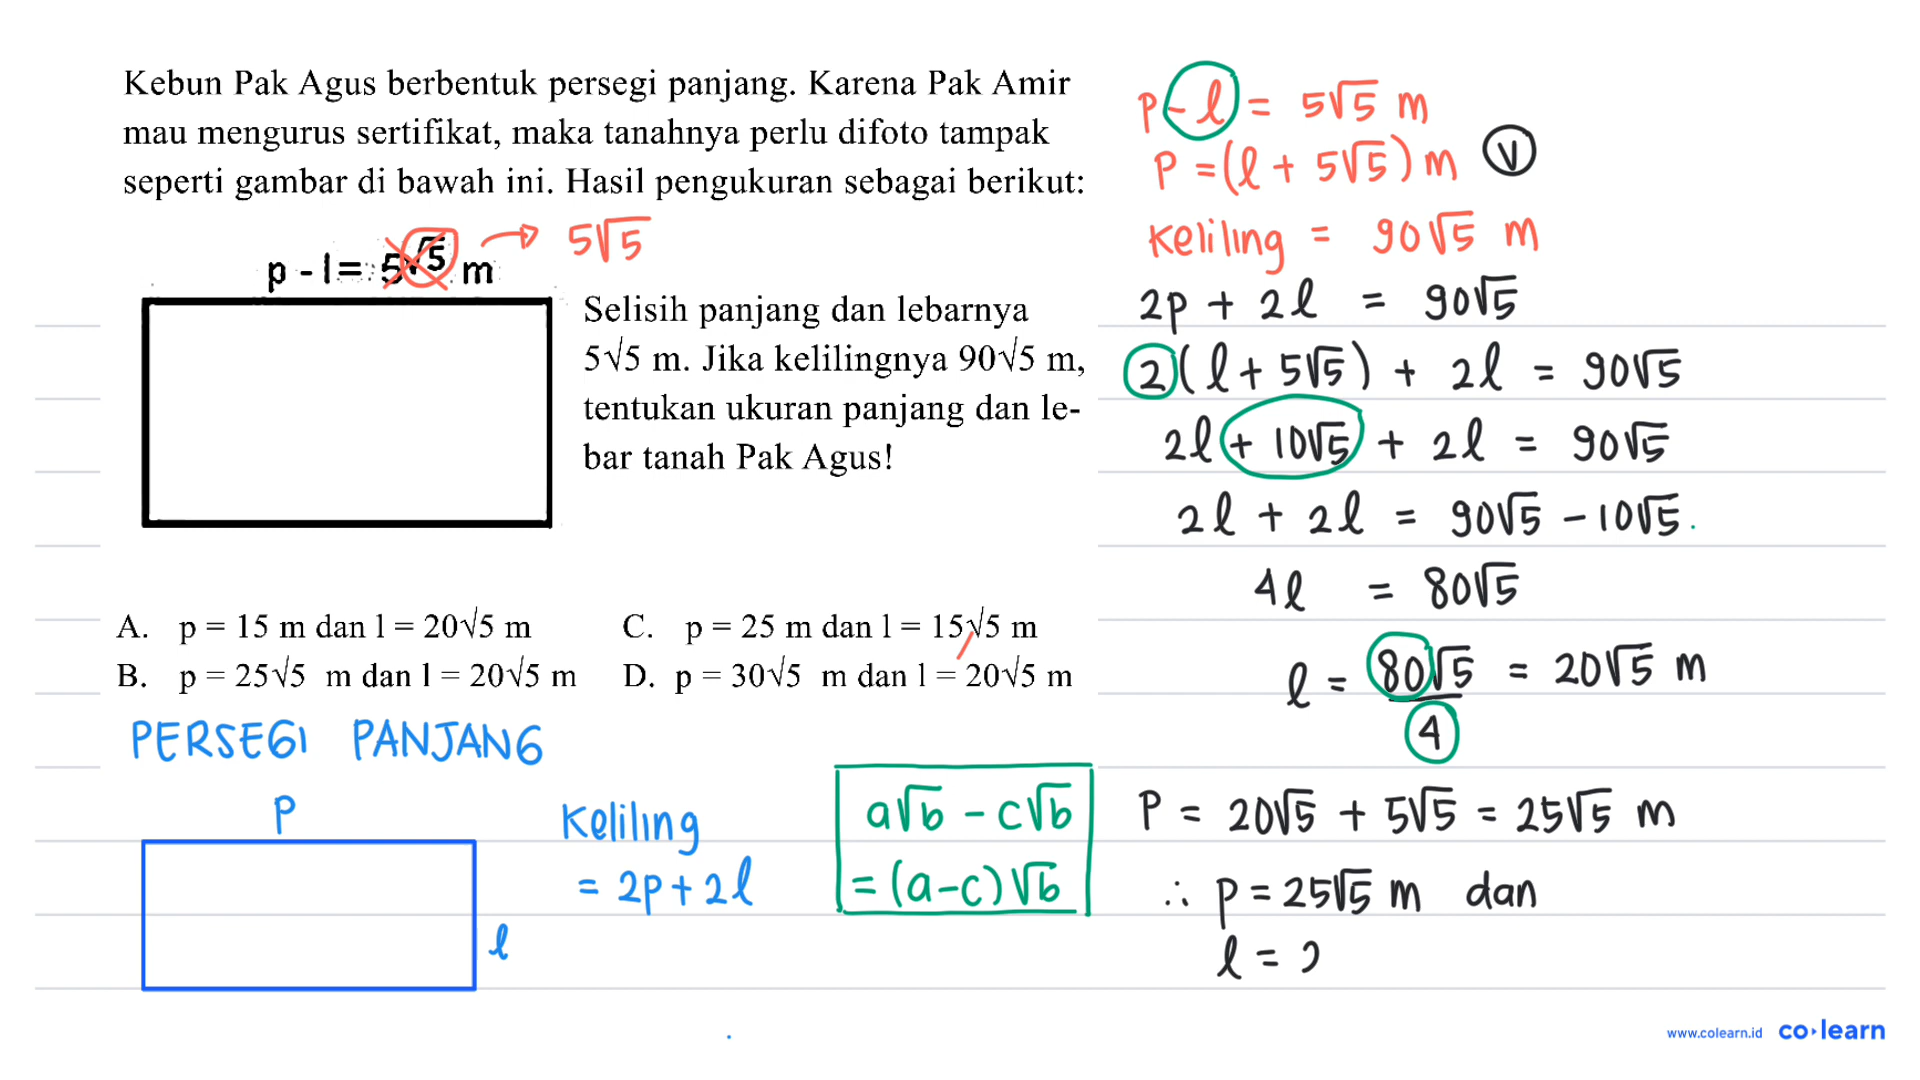 Kebun Pak Agus berbentuk persegi panjang. Karena Pak Amir
mau mengurus sertifikat, maka tanahnya perlu difoto tampak
seperti gambar di bawah ini. Hasil pengukuran sebagai berikut:
p - l = 5√5 m → 5√5
Selisih panjang dan lebarnya
5√5 m. Jika kelilingnya 90√5 m,
tentukan ukuran panjang dan le-
bar tanah Pak Agus!
A. p = 15 m dan l = 20√5 m
C. p = 25 m dan l = 15√5 m
B. p = 25√5 m dan l = 20√5 m
D. p = 30√5 m dan l = 20√5 m
PERSEGI PANJANG
P
l
Keliling
= 2p + 2l
a√b - c√b
= (a-c)√b
p - l = 5√5 m
P = (l + 5√5) m V
Keliling = 90√5 m
2p + 2l = 90√5
2(l + 5√5) + 2l = 90√5
2l + 10√5 + 2l = 90√5
2l + 2l = 90√5 - 10√5.
4l = 80√5
l = 80√5/4 = 20√5 m
P = 20√5 + 5√5 = 25√5 m
∴ p = 25√5 m dan
l =
www.colearn.id co learn